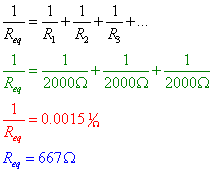 1/R_eq = 1/R_1 + 1/R_2 + 1/R_3 + ...
1/R_eq = 1/2000Ω + 1/2000Ω + 1/2000Ω
1/R_eq = 0.0015 1/Ω
R_eq = 667 Ω